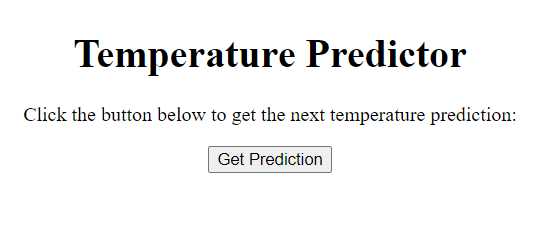 Temperature Predictor
Click the button below to get the next temperature prediction:
Get Prediction